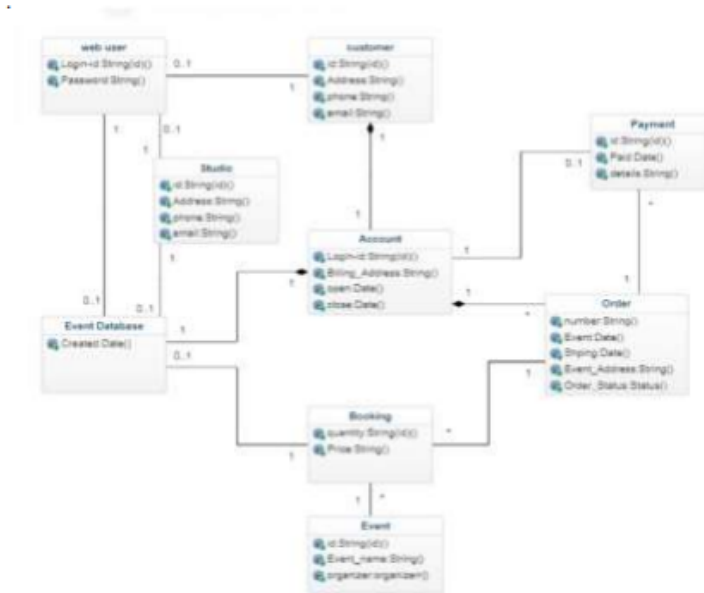 web user
Login-id:String(id)()
Password:String()
0..1
1
customer
id:String(id)()
Address:String()
phone:String()
email:String()
1
1
0..1
1
Studio
id:String(id)()
Address:String()
phone:String()
email:String()
1
0..1
0..1
Payment
id:String(id)()
Paid:Date()
details:String()
0..1
*
1
Account
Login-id:String(id)()
Billing_Address:String()
open:Date()
close:Date()
1
1
1
1
*
Event Database
Created:Date()
1
0..1
Order
number:String()
Event:Date()
Shping:Date()
Event_Address:String()
Order_Status:Status()
1
1
Booking
quantity:String(id)()
Price:String()
1
*
1
*
Event
id:String(id)()
Event_name:String()
organizer:organizer()